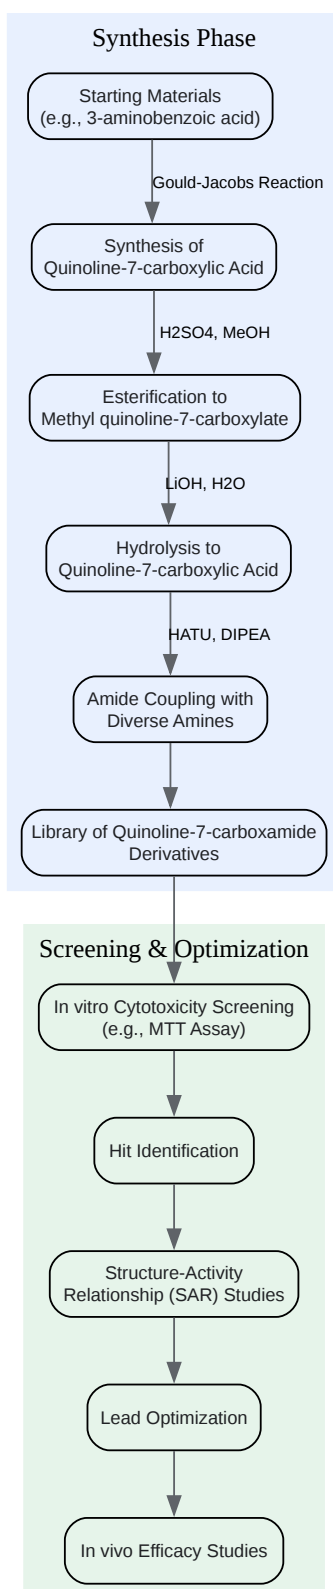 Synthesis Phase
Starting Materials
(e.g., 3-aminobenzoic acid)
Gould-Jacobs Reaction
Synthesis of
Quinoline-7-carboxylic Acid
H2SO4, MeOH
Esterification to
Methyl quinoline-7-carboxylate
LiOH, H2O
Hydrolysis to
Quinoline-7-carboxylic Acid
HATU, DIPEA
Amide Coupling with
Diverse Amines
Library of Quinoline-7-carboxamide
Derivatives
Screening & Optimization
In vitro Cytotoxicity Screening
(e.g., MTT Assay)
Hit Identification
Structure-Activity
Relationship (SAR) Studies
Lead Optimization
In vivo Efficacy Studies